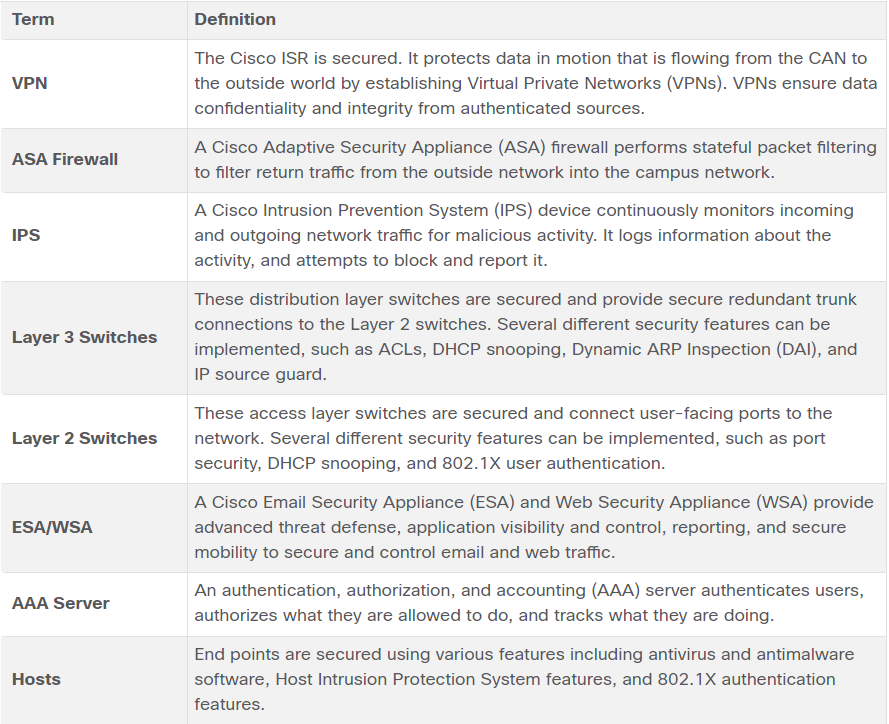 Term
Definition
VPN
The Cisco ISR is secured. It protects data in motion that is flowing from the CAN to
the outside world by establishing Virtual Private Networks (VPNs). VPNs ensure data
confidentiality and integrity from authenticated sources.
ASA Firewall
A Cisco Adaptive Security Appliance (ASA) firewall performs stateful packet filtering
to filter return traffic from the outside network into the campus network.
IPS
A Cisco Intrusion Prevention System (IPS) device continuously monitors incoming
and outgoing network traffic for malicious activity. It logs information about the
activity, and attempts to block and report it.
Layer 3 Switches
These distribution layer switches are secured and provide secure redundant trunk
connections to the Layer 2 switches. Several different security features can be
implemented, such as ACLs, DHCP snooping, Dynamic ARP Inspection (DAI), and
IP source guard.
Layer 2 Switches
These access layer switches are secured and connect user-facing ports to the
network. Several different security features can be implemented, such as port
security, DHCP snooping, and 802.1X user authentication.
ESA/WSA
A Cisco Email Security Appliance (ESA) and Web Security Appliance (WSA) provide
advanced threat defense, application visibility and control, reporting, and secure
mobility to secure and control email and web traffic.
AAA Server
An authentication, authorization, and accounting (AAA) server authenticates users,
authorizes what they are allowed to do, and tracks what they are doing.
Hosts
End points are secured using various features including antivirus and antimalware
software, Host Intrusion Protection System features, and 802.1X authentication
features.